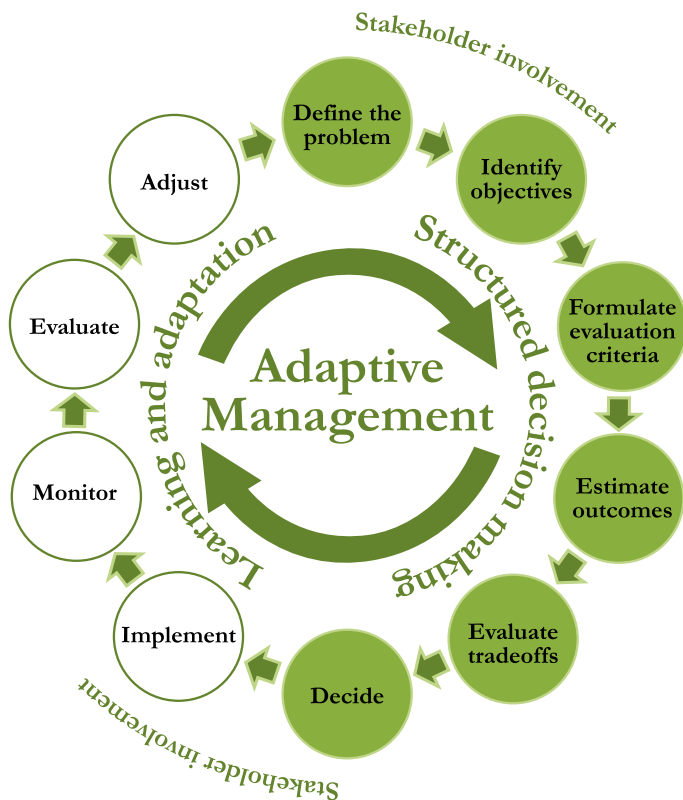 Stakeholder involvement
Define the
problem
Identify
objectives
Formulate
evaluation
criteria
Estimate
outcomes
Evaluate
tradeoffs
Decide
Implement
Monitor
Evaluate
Adjust
Structured decision making
Learning and adaptation
Adaptive
Management
Stakeholder involvement